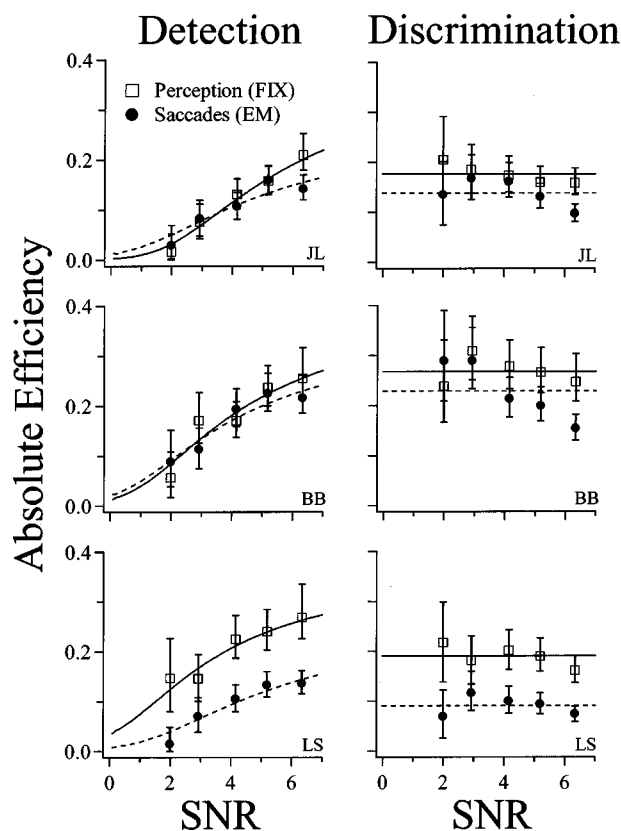 Detection
Discrimination
Absolute Efficiency
Perception (FIX)
Saccades (EM)
0.4
0.2
0.0
JL
JL
0.4
0.2
0.0
BB
BB
0.4
0.2
0.0
LS
LS
0 2 4 6
0 2 4 6
SNR
SNR